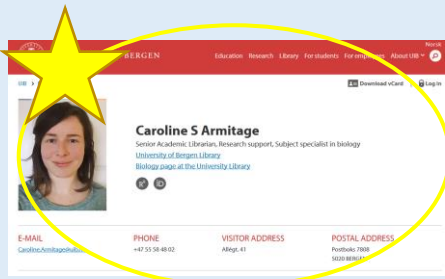 Norsk
BERGEN
Education Research Library For students For employees About UiB
UiB
Download vCard Log in
Caroline S Armitage
Senior Academic Librarian, Research support, Subject specialist in biology
University of Bergen Library
Biology page at the University Library
iD
E-MAIL PHONE VISITOR ADDRESS POSTAL ADDRESS
+47 55 58 48 02 Allégt. 41 Postboks 7808
5020 BERGEN